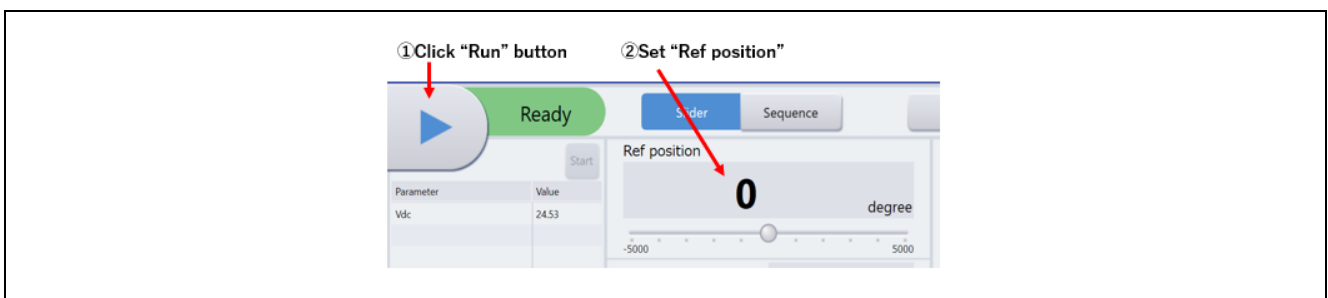 ①Click “Run” button
②Set “Ref position”
Ready
Slider
Sequence
Start
Ref position
Parameter
Value
0
degree
Vdc
24.53
-5000
5000